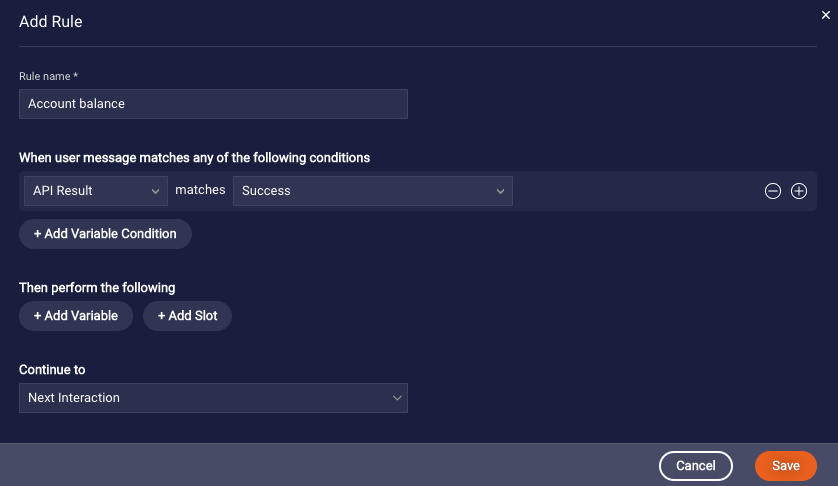 Add Rule
Rule name *
Account balance
When user message matches any of the following conditions
API Result matches Success
+ Add Variable Condition
Then perform the following
+ Add Variable + Add Slot
Continue to
Next Interaction
Cancel Save